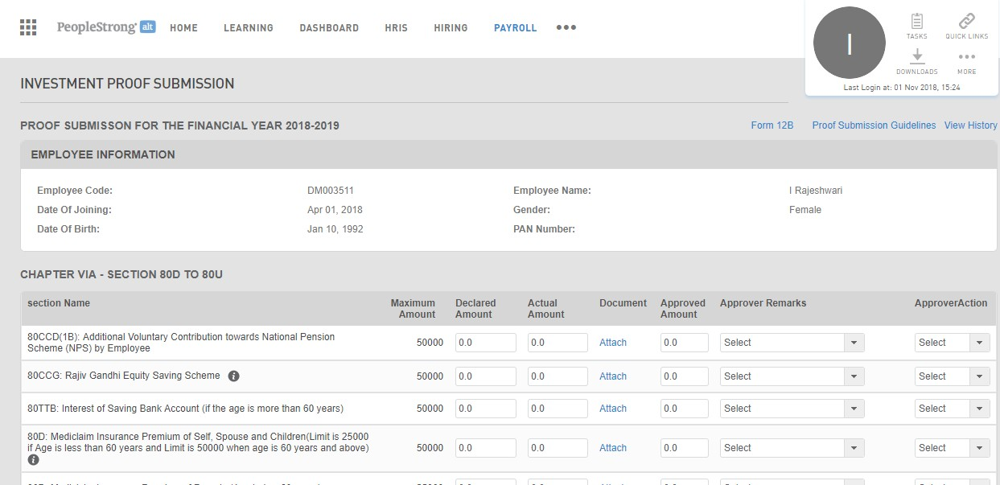 PeopleStrong alt HOME LEARNING DASHBOARD HRIS HIRING PAYROLL
I
TASKS QUICK LINKS
DOWNLOADS MORE
Last Login at: 01 Nov 2018, 15:24
INVESTMENT PROOF SUBMISSION
PROOF SUBMISSON FOR THE FINANCIAL YEAR 2018-2019 Form 12B Proof Submission Guidelines View History
EMPLOYEE INFORMATION
Employee Code: DM003511 Employee Name: I Rajeshwari
Date Of Joining: Apr 01, 2018 Gender: Female
Date Of Birth: Jan 10, 1992 PAN Number:
CHAPTER VIA - SECTION 80D TO 80U
section Name Maximum Amount Declared Amount Actual Amount Document Approved Amount Approver Remarks ApproverAction
80CCD(1B): Additional Voluntary Contribution towards National Pension
Scheme (NPS) by Employee 50000 0.0 0.0 Attach 0.0 Select Select
80CCG: Rajiv Gandhi Equity Saving Scheme 50000 0.0 0.0 Attach 0.0 Select Select
80TTB: Interest of Saving Bank Account (if the age is more than 60 years) 50000 0.0 0.0 Attach 0.0 Select Select
80D: Mediclaim Insurance Premium of Self, Spouse and Children(Limit is 25000
if Age is less than 60 years and Limit is 50000 when age is 60 years and above) 50000 0.0 0.0 Attach 0.0 Select Select